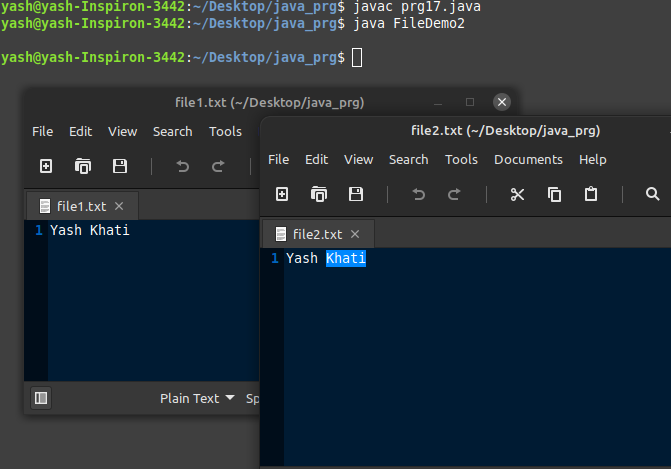 yash@yash-Inspiron-3442:~/Desktop/java_prg$ javac prg17.java
yash@yash-Inspiron-3442:~/Desktop/java_prg$ java FileDemo2
yash@yash-Inspiron-3442:~/Desktop/java_prg$
file1.txt (~/Desktop/java_prg)
File Edit View Search Tools
file1.txt
1 Yash Khati
Plain Text Sp
file2.txt (~/Desktop/java_prg)
File Edit View Search Tools Documents Help
file2.txt
1 Yash Khati